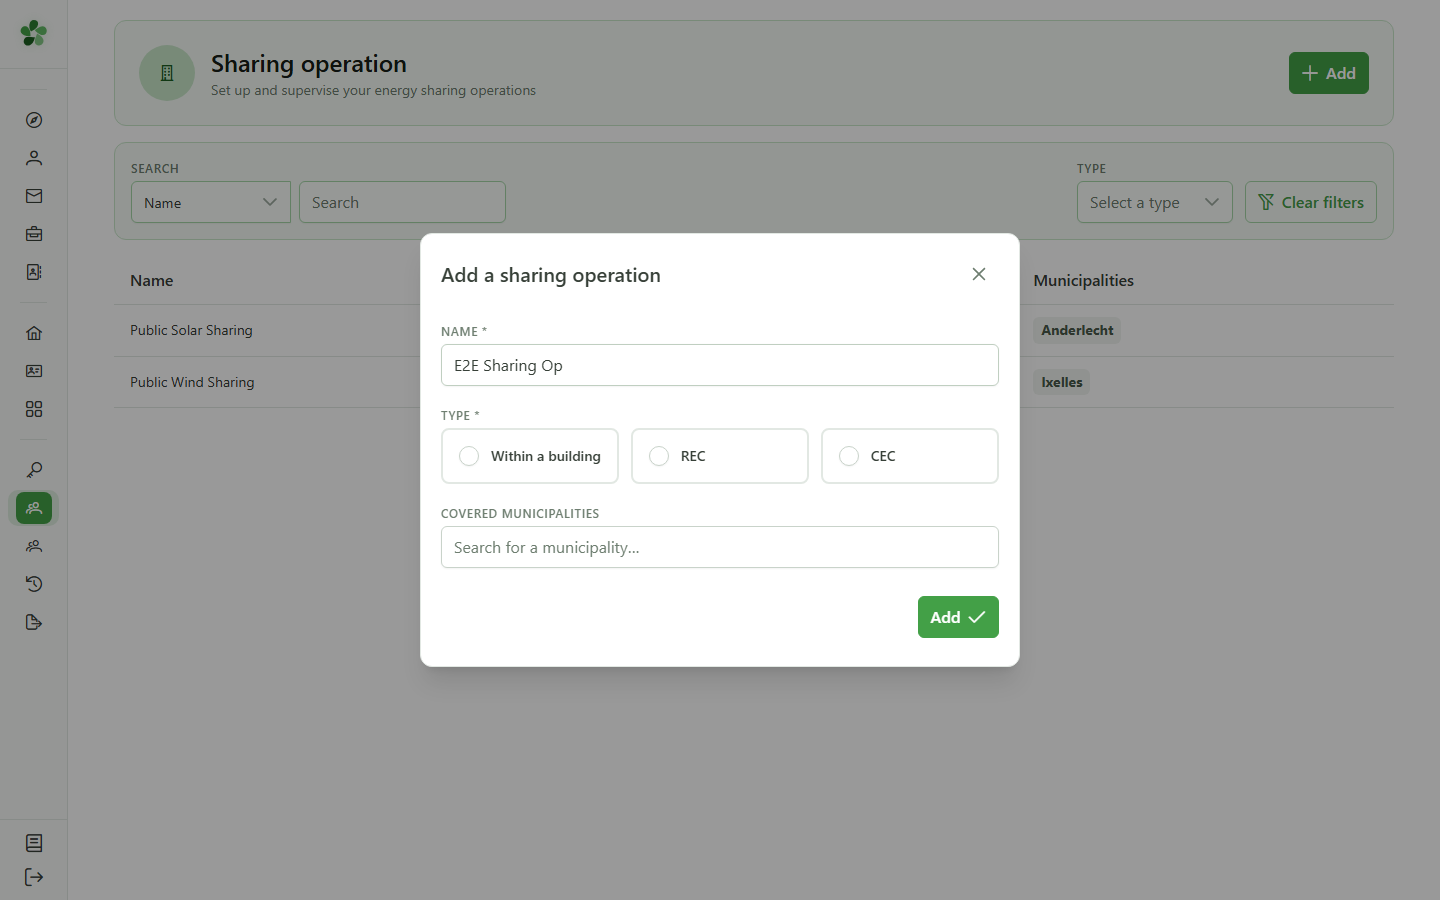 Sharing operation
Set up and supervise your energy sharing operations
Add
SEARCH
Name
Search
TYPE
Select a type
Clear filters
Name
Municipalities
Public Solar Sharing
Anderlecht
Public Wind Sharing
Ixelles
Add a sharing operation
NAME *
E2E Sharing Op
TYPE *
Within a building
REC
CEC
COVERED MUNICIPALITIES
Search for a municipality...
Add